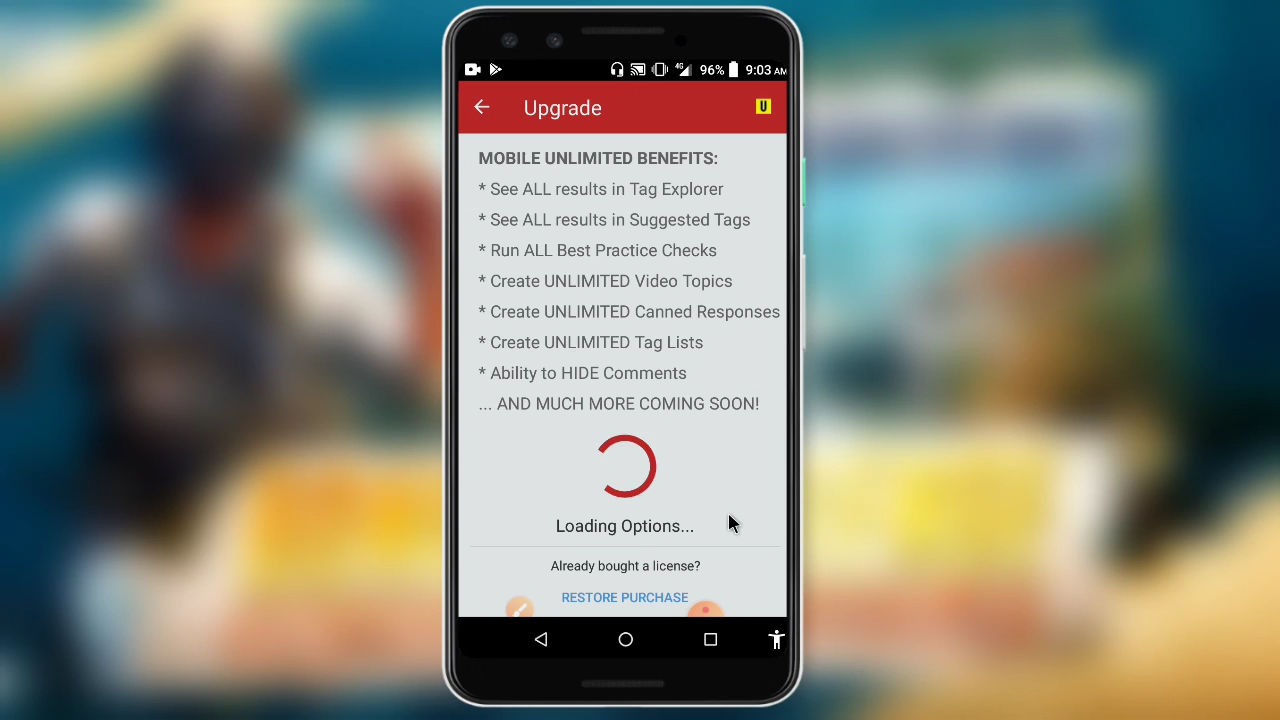 4G 96% 9:03 AM
Upgrade U
MOBILE UNLIMITED BENEFITS:
* See ALL results in Tag Explorer
* See ALL results in Suggested Tags
* Run ALL Best Practice Checks
* Create UNLIMITED Video Topics
* Create UNLIMITED Canned Responses
* Create UNLIMITED Tag Lists
* Ability to HIDE Comments
... AND MUCH MORE COMING SOON!
Loading Options...
Already bought a license?
RESTORE PURCHASE